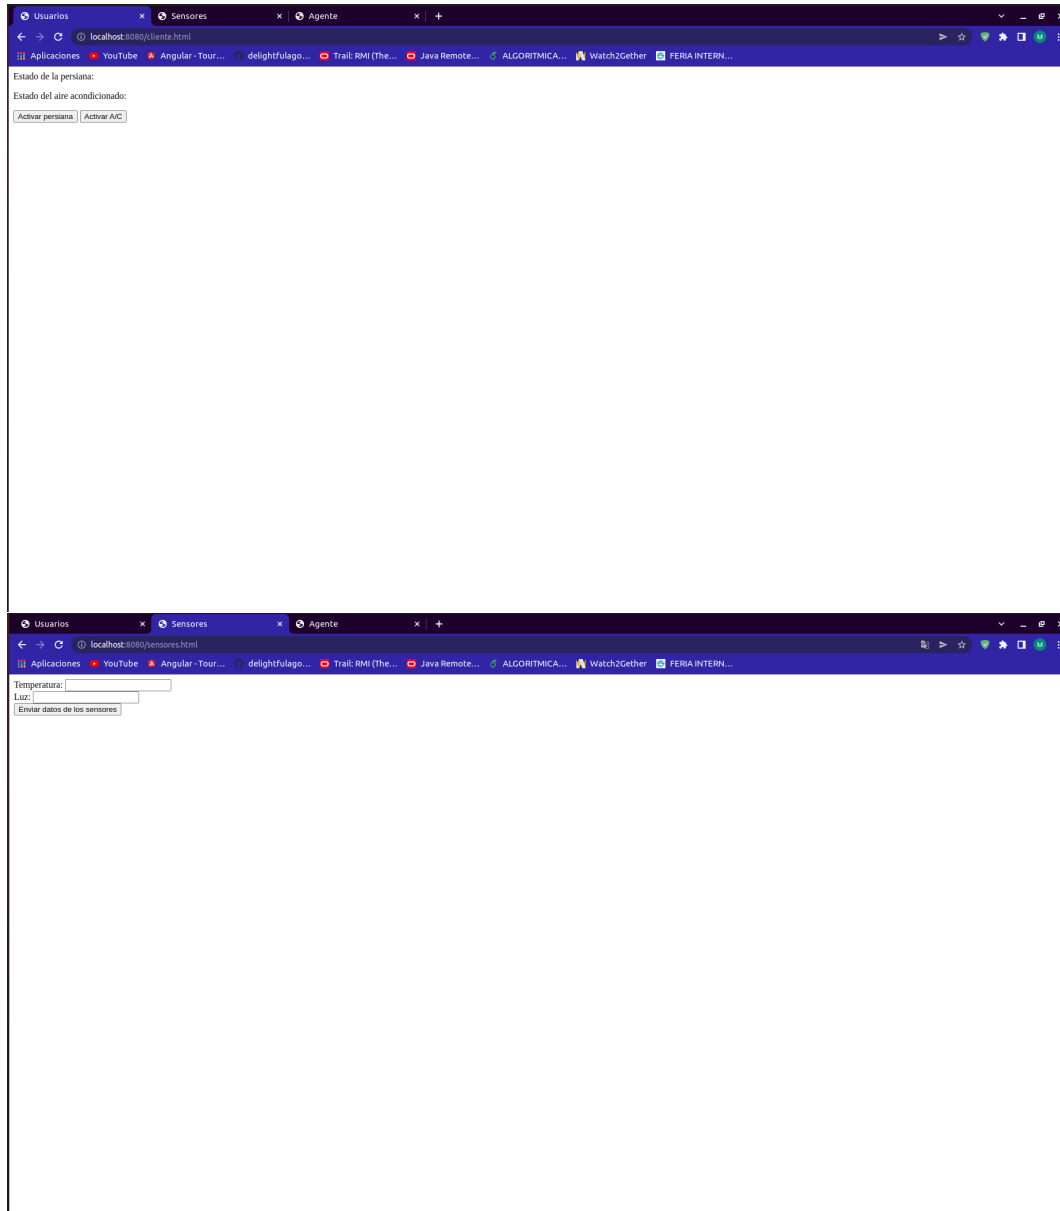 Usuarios Sensores Agente
localhost:8080/cliente.html M
Aplicaciones YouTube Angular - Tour... delightfulago... Trail: RMI (The... Java Remote... ALGORITMICA... Watch2Gether FERIA INTERN...
Estado de la persiana:
Estado del aire acondicionado:
Activar persiana Activar A/C
Usuarios Sensores Agente
localhost:8080/sensores.html M
Aplicaciones YouTube Angular - Tour... delightfulago... Trail: RMI (The... Java Remote... ALGORITMICA... Watch2Gether FERIA INTERN...
Temperatura:
Luz:
Enviar datos de los sensores